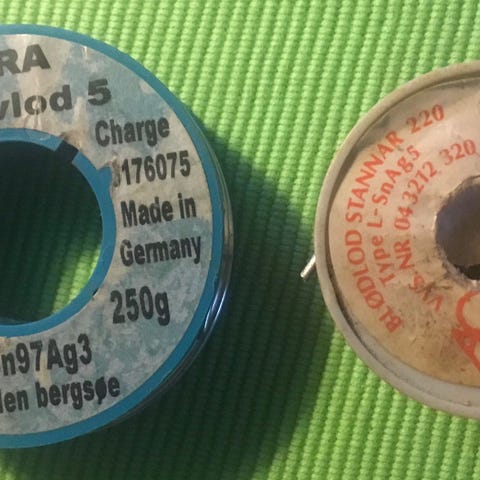 RA
vlod 5
Charge
176075
Made in
Germany
250g
n97Ag3
len bergsøe
BLØDLOD STANNAR 220
Type L-SnAg5
VVS. NR. 043212 320